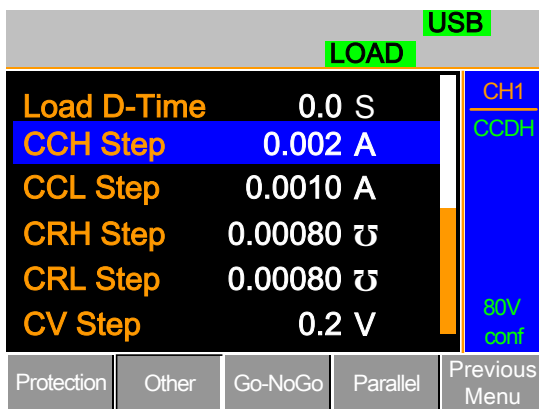 USB
LOAD
Load D-Time 0.0 S
CCH Step 0.002 A
CCL Step 0.0010 A
CRH Step 0.00080 ℧
CRL Step 0.00080 ℧
CV Step 0.2 V
CH1
CCDH
80V
conf
Protection Other Go-NoGo Parallel Previous
Menu